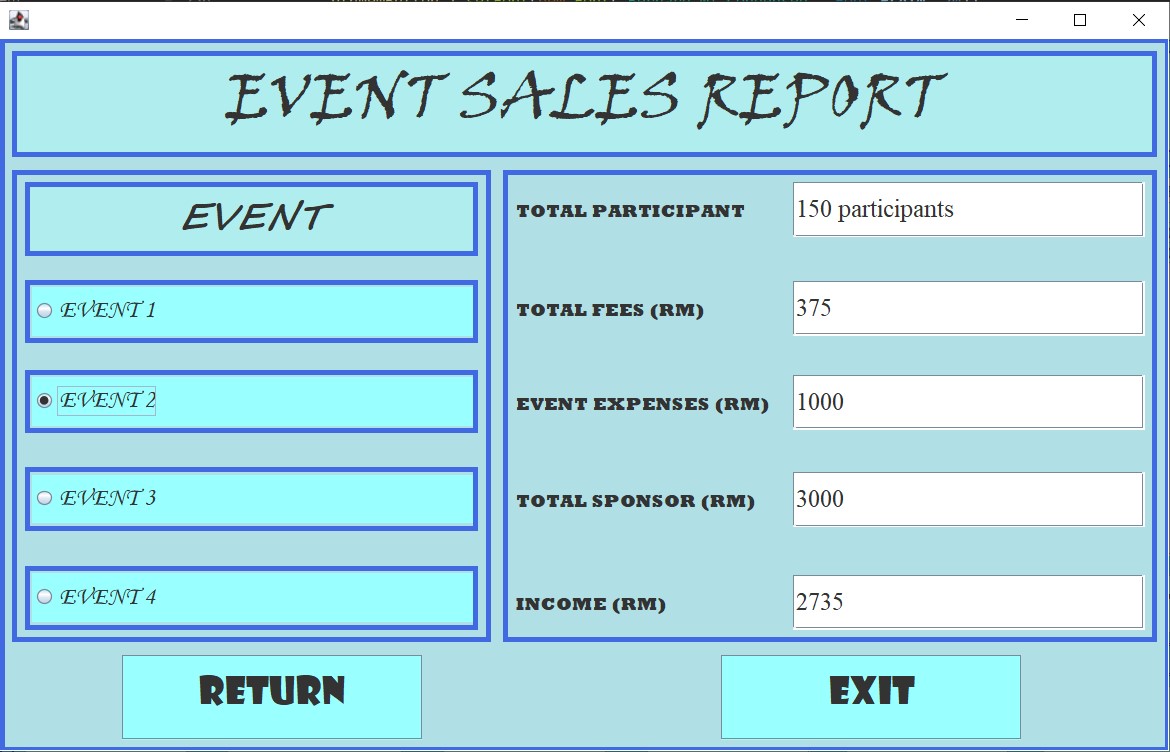 EVENT SALES REPORT
EVENT
EVENT 1
EVENT 2
EVENT 3
EVENT 4
TOTAL PARTICIPANT 150 participants
TOTAL FEES (RM) 375
EVENT EXPENSES (RM) 1000
TOTAL SPONSOR (RM) 3000
INCOME (RM) 2735
RETURN
EXIT